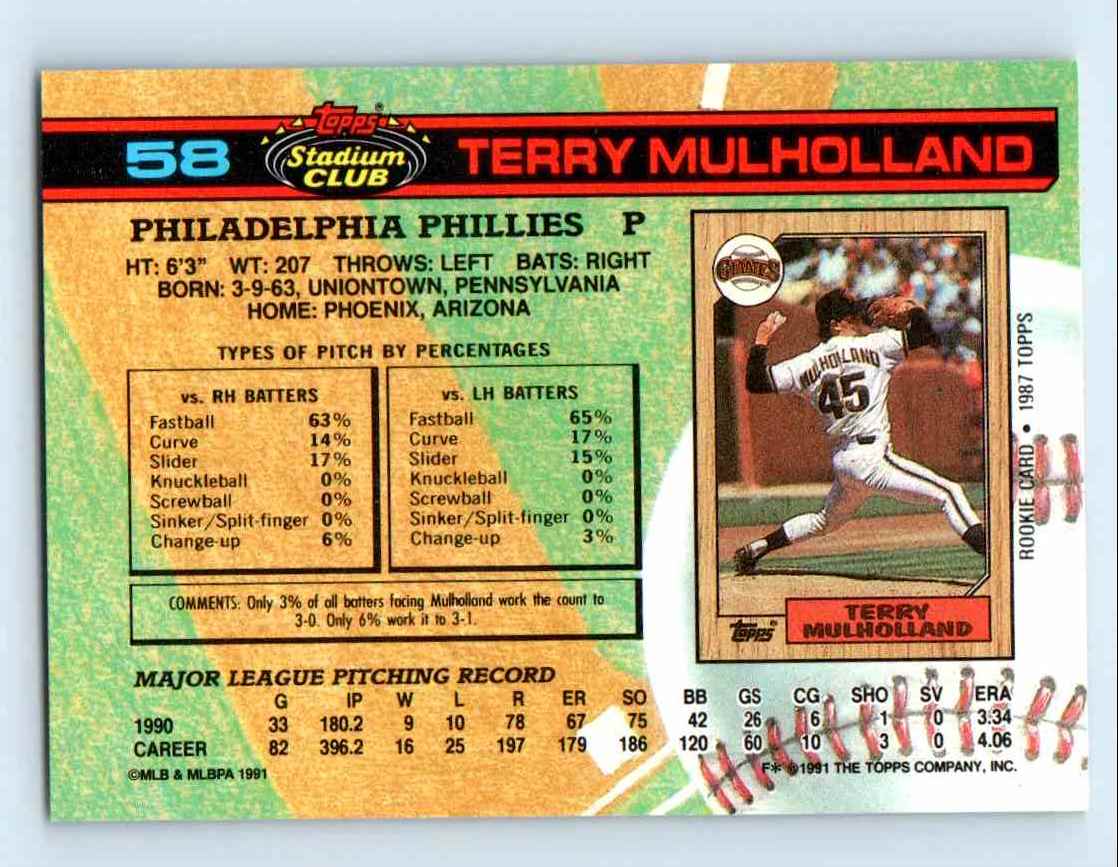 58 Topps® Stadium CLUB TERRY MULHOLLAND
PHILADELPHIA PHILLIES P
HT: 6'3" WT: 207 THROWS: LEFT BATS: RIGHT
BORN: 3-9-63, UNIONTOWN, PENNSYLVANIA
HOME: PHOENIX, ARIZONA
TYPES OF PITCH BY PERCENTAGES
vs. RH BATTERS
Fastball 63%
Curve 14%
Slider 17%
Knuckleball 0%
Screwball 0%
Sinker/Split-finger 0%
Change-up 6%
vs. LH BATTERS
Fastball 65%
Curve 17%
Slider 15%
Knuckleball 0%
Screwball 0%
Sinker/Split-finger 0%
Change-up 3%
COMMENTS: Only 3% of all batters facing Mulholland work the count to
3-0. Only 6% work it to 3-1.
GIANTS
MULHOLLAND
45
Topps®
TERRY
MULHOLLAND
ROOKIE CARD • 1987 TOPPS
MAJOR LEAGUE PITCHING RECORD
G IP W L R ER SO BB GS CG SHO SV ERA
1990 33 180.2 9 10 78 67 75 42 26 6 1 0 3.34
CAREER 82 396.2 16 25 197 179 186 120 60 10 3 0 4.06
©MLB & MLBPA 1991 F* ©1991 THE TOPPS COMPANY, INC.